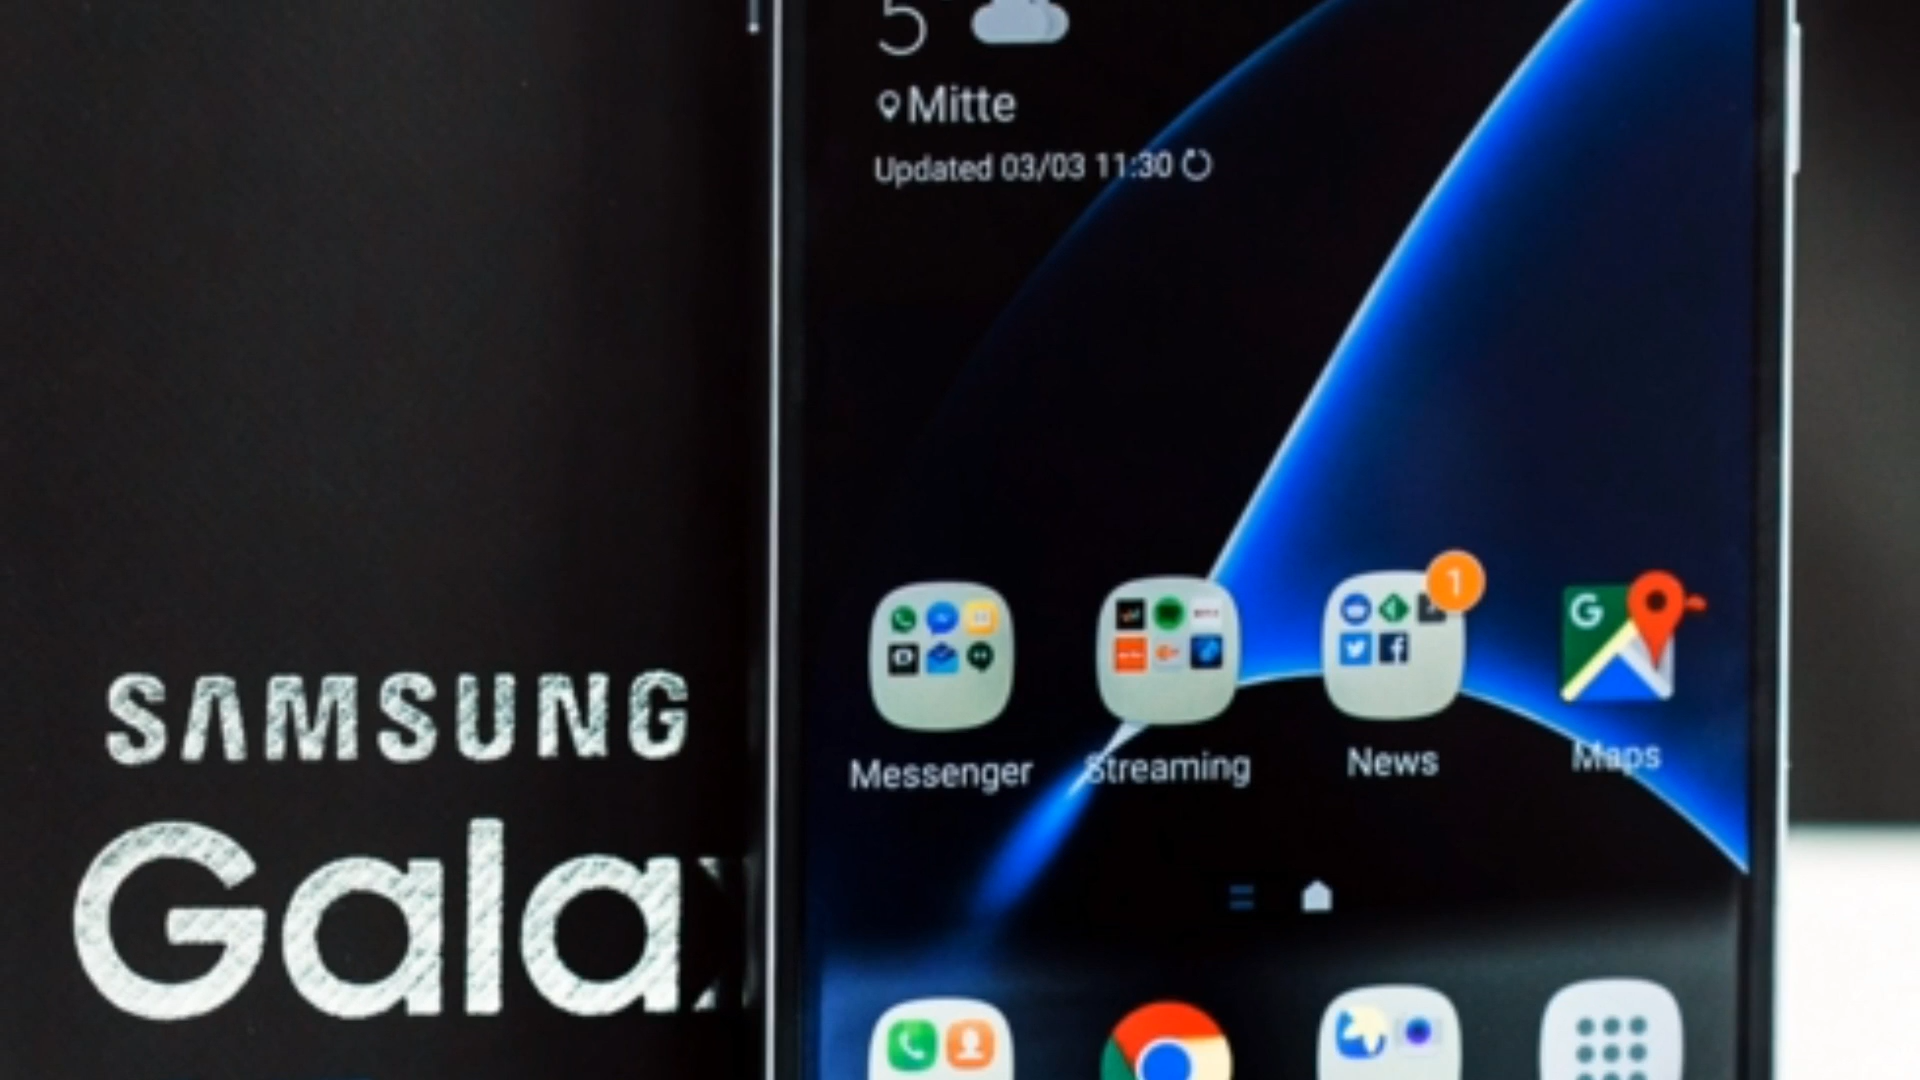 5°
Mitte
Updated 03/03 11:30
1
G
Messenger
Streaming
News
Maps
SAMSUNG
Gala